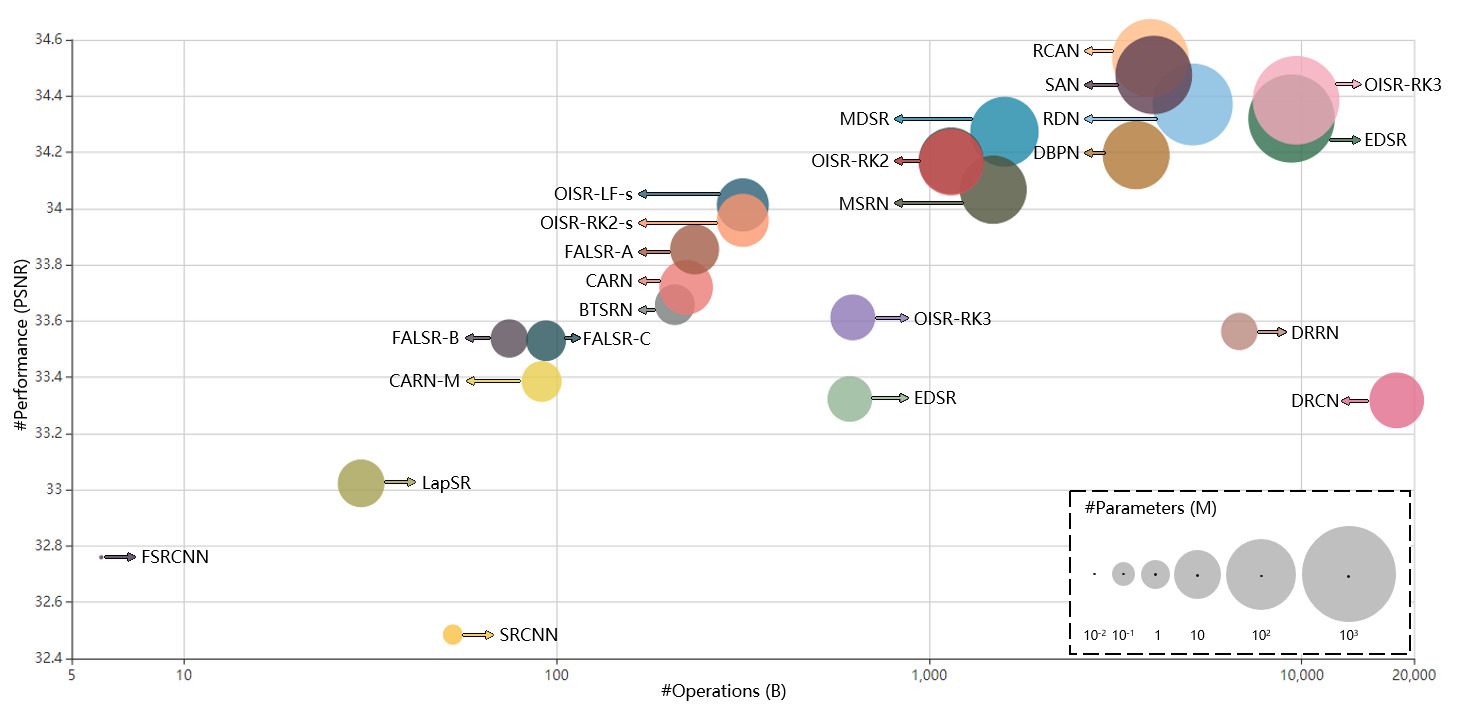 #Performance (PSNR)
34.6
34.4
34.2
34
33.8
33.6
33.4
33.2
33
32.8
32.6
32.4
RCAN
SAN
OISR-RK3
MDSR
RDN
EDSR
OISR-RK2
DBPN
OISR-LF-s
MSRN
OISR-RK2-s
FALSR-A
CARN
BTSRN
OISR-RK3
FALSR-B
FALSR-C
DRRN
CARN-M
EDSR
DRCN
LapSR
FSRCNN
SRCNN
#Parameters (M)
10⁻² 10⁻¹ 1 10 10² 10³
5 10 100 1,000 10,000 20,000
#Operations (B)